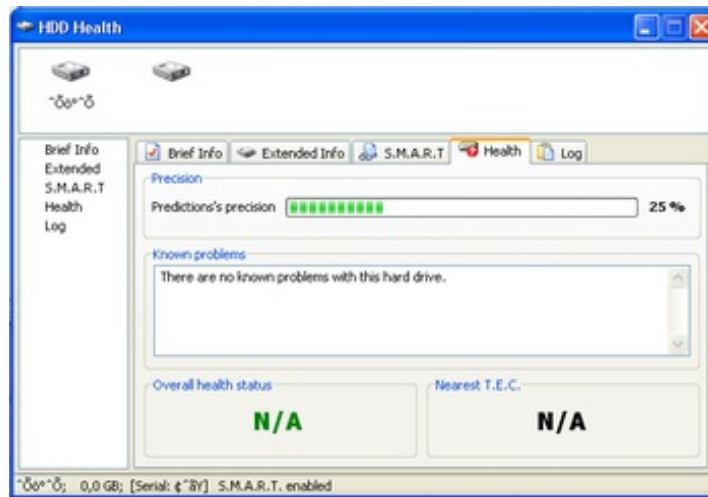 HDD Health
Brief Info
Extended
S.M.A.R.T
Health
Log
Brief Info
Extended Info
S.M.A.R.T
Health
Log
Precision
Predictions's precision
25 %
Known problems
There are no known problems with this hard drive.
Overall health status
Nearest T.E.C.
N/A
N/A
0,0 GB; [Serial: S.M.A.R.T. enabled